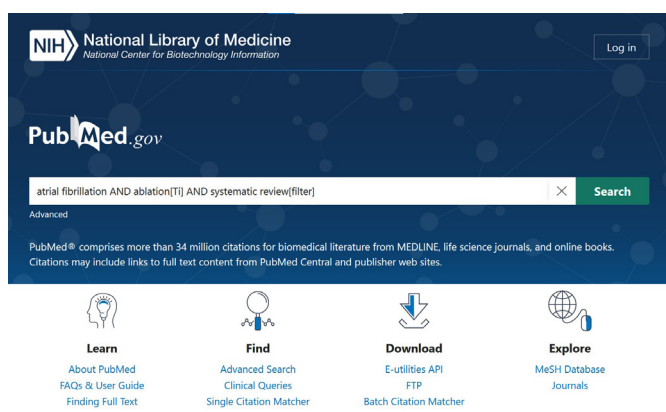 NIH National Library of Medicine
National Center for Biotechnology Information
Log in
PubMed.gov
atrial fibrillation AND ablation[Ti] AND systematic review[filter]
Search
Advanced
PubMed® comprises more than 34 million citations for biomedical literature from MEDLINE, life science journals, and online books.
Citations may include links to full text content from PubMed Central and publisher web sites.
Learn Find Download Explore
About PubMed Advanced Search E-utilities API MeSH Database
FAQs & User Guide Clinical Queries FTP Journals
Finding Full Text Single Citation Matcher Batch Citation Matcher